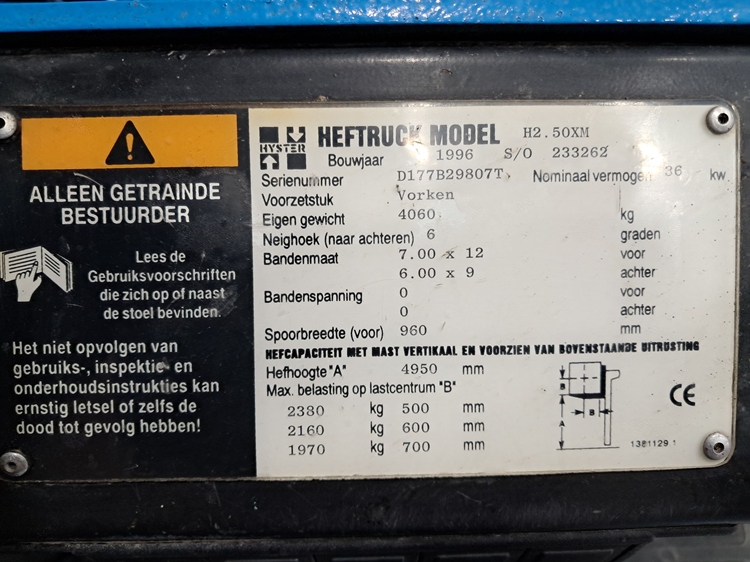 ALLEEN GETRAINDE
BESTUURDER
Lees de
Gebruiksvoorschriften
die zich op of naast
de stoel bevinden.
Het niet opvolgen van
gebruiks-, inspektie- en
onderhoudsinstrukties kan
ernstig letsel of zelfs de
dood tot gevolg hebben!
HYSTER
HEFTRUCK MODEL H2.50XM
Bouwjaar 1996 S/O 233262
Serienummer D177B29807T Nominaal vermogen 36 kw
Voorzetstuk Vorken
Eigen gewicht 4060 kg
Neighoek (naar achteren) 6 graden
Bandenmaat 7.00 x 12 voor
6.00 x 9 achter
Bandenspanning 0 voor
0 achter
Spoorbreedte (voor) 960 mm
HEFCAPACITEIT MET MAST VERTIKAAL EN VOORZIEN VAN BOVENSTAANDE UITRUSTING
Hefhoogte "A" 4950 mm
Max. belasting op lastcentrum "B"
2380 kg 500 mm
2160 kg 600 mm
1970 kg 700 mm
B
B
A
CE
1381129 1